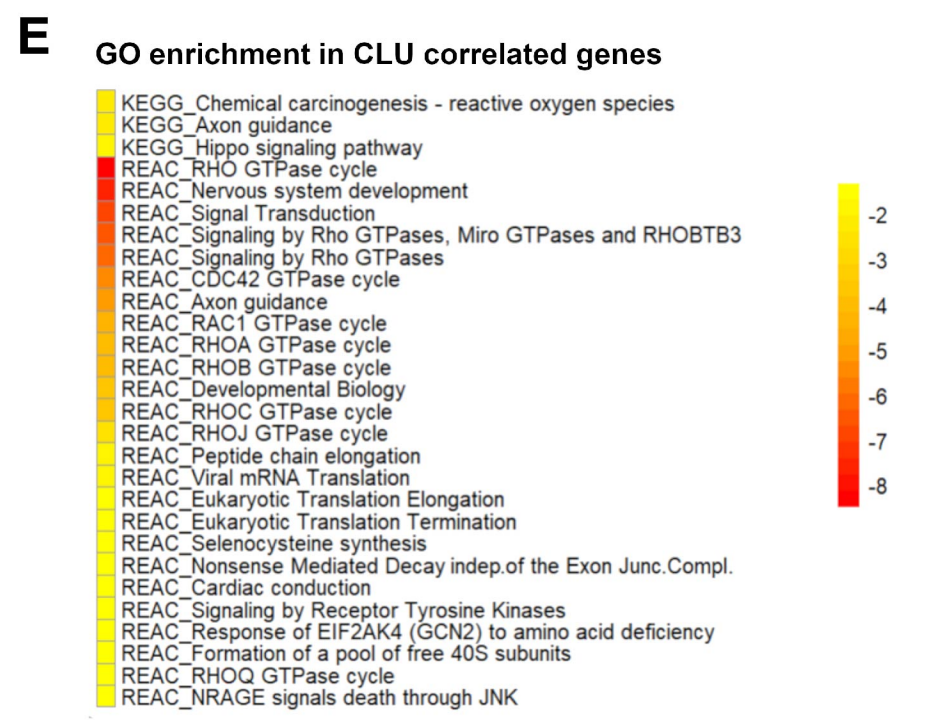 E
GO enrichment in CLU correlated genes
KEGG_Chemical carcinogenesis - reactive oxygen species
KEGG_Axon guidance
KEGG_Hippo signaling pathway
REAC_RHO GTPase cycle
REAC_Nervous system development
REAC_Signal Transduction
REAC_Signaling by Rho GTPases, Miro GTPases and RHOBTB3
REAC_Signaling by Rho GTPases
REAC_CDC42 GTPase cycle
REAC_Axon guidance
REAC_RAC1 GTPase cycle
REAC_RHOA GTPase cycle
REAC_RHOB GTPase cycle
REAC_Developmental Biology
REAC_RHOC GTPase cycle
REAC_RHOJ GTPase cycle
REAC_Peptide chain elongation
REAC_Viral mRNA Translation
REAC_Eukaryotic Translation Elongation
REAC_Eukaryotic Translation Termination
REAC_Selenocysteine synthesis
REAC_Nonsense Mediated Decay indep.of the Exon Junc.Compl.
REAC_Cardiac conduction
REAC_Signaling by Receptor Tyrosine Kinases
REAC_Response of EIF2AK4 (GCN2) to amino acid deficiency
REAC_Formation of a pool of free 40S subunits
REAC_RHOQ GTPase cycle
REAC_NRAGE signals death through JNK
-2
-3
-4
-5
-6
-7
-8